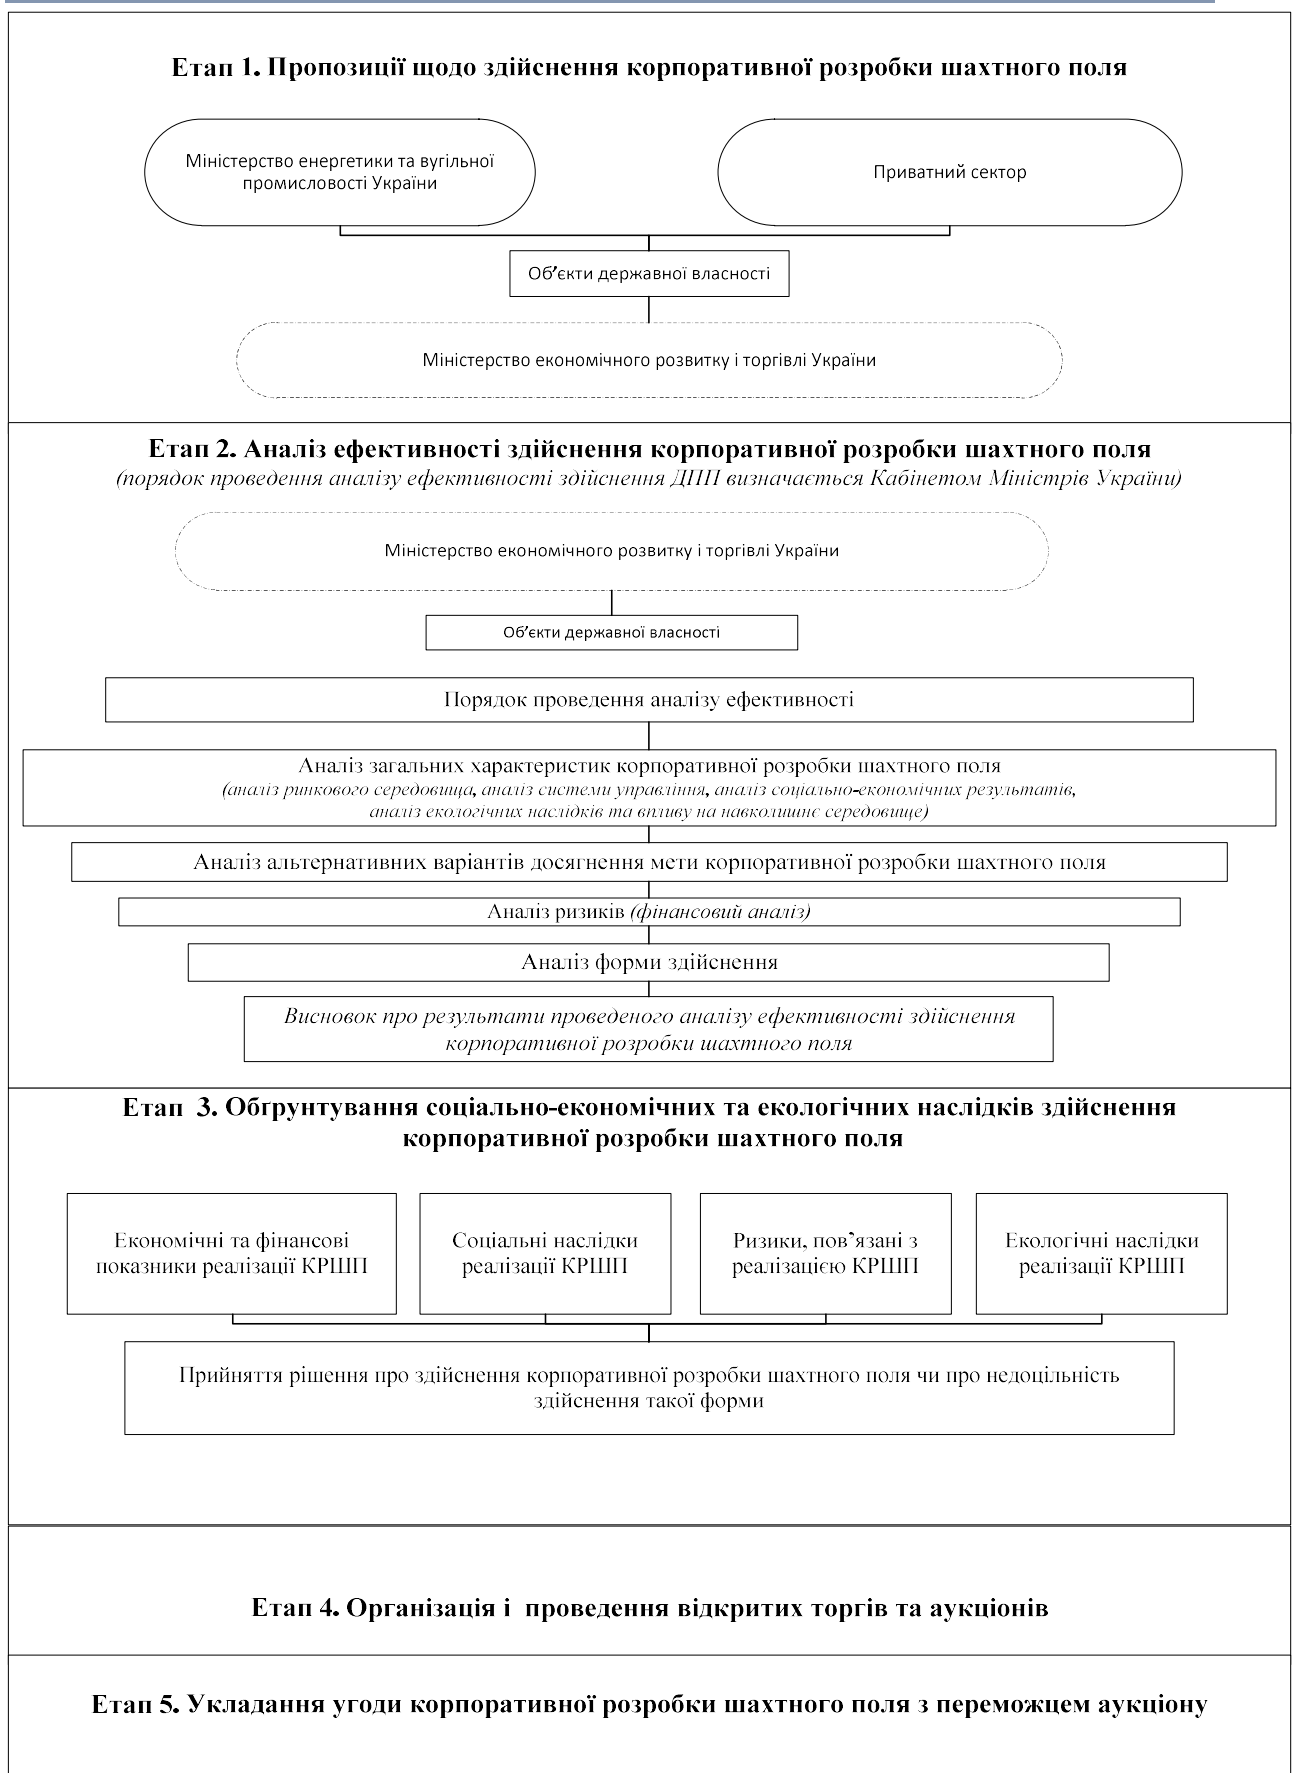 Етап 1. Пропозиції щодо здійснення корпоративної розробки шахтного поля
Міністерство енергетики та вугільної
промисловості України
Приватний сектор
Об'єкти державної власності
Міністерство економічного розвитку і торгівлі України
Етап 2. Аналіз ефективності здійснення корпоративної розробки шахтного поля
(порядок проведення аналізу ефективності здійснення ДПП визначається Кабінетом Міністрів України)
Міністерство економічного розвитку і торгівлі України
Об'єкти державної власності
Порядок проведення аналізу ефективності
Аналіз загальних характеристик корпоративної розробки шахтного поля
(аналіз ринкового середовища, аналіз системи управління, аналіз соціально-економічних результатів,
аналіз екологічних наслідків та впливу на навколишнє середовище)
Аналіз альтернативних варіантів досягнення мети корпоративної розробки шахтного поля
Аналіз ризиків (фінансовий аналіз)
Аналіз форми здійснення
Висновок про результати проведеного аналізу ефективності здійснення
корпоративної розробки шахтного поля
Етап 3. Обґрунтування соціально-економічних та екологічних наслідків здійснення
корпоративної розробки шахтного поля
Економічні та фінансові
показники реалізації КРШП
Соціальні наслідки
реалізації КРШП
Ризики, пов’язані з
реалізацією КРШП
Екологічні наслідки
реалізації КРШП
Прийняття рішення про здійснення корпоративної розробки шахтного поля чи про недоцільність
здійснення такої форми
Етап 4. Організація і проведення відкритих торгів та аукціонів
Етап 5. Укладання угоди корпоративної розробки шахтного поля з переможцем аукціону